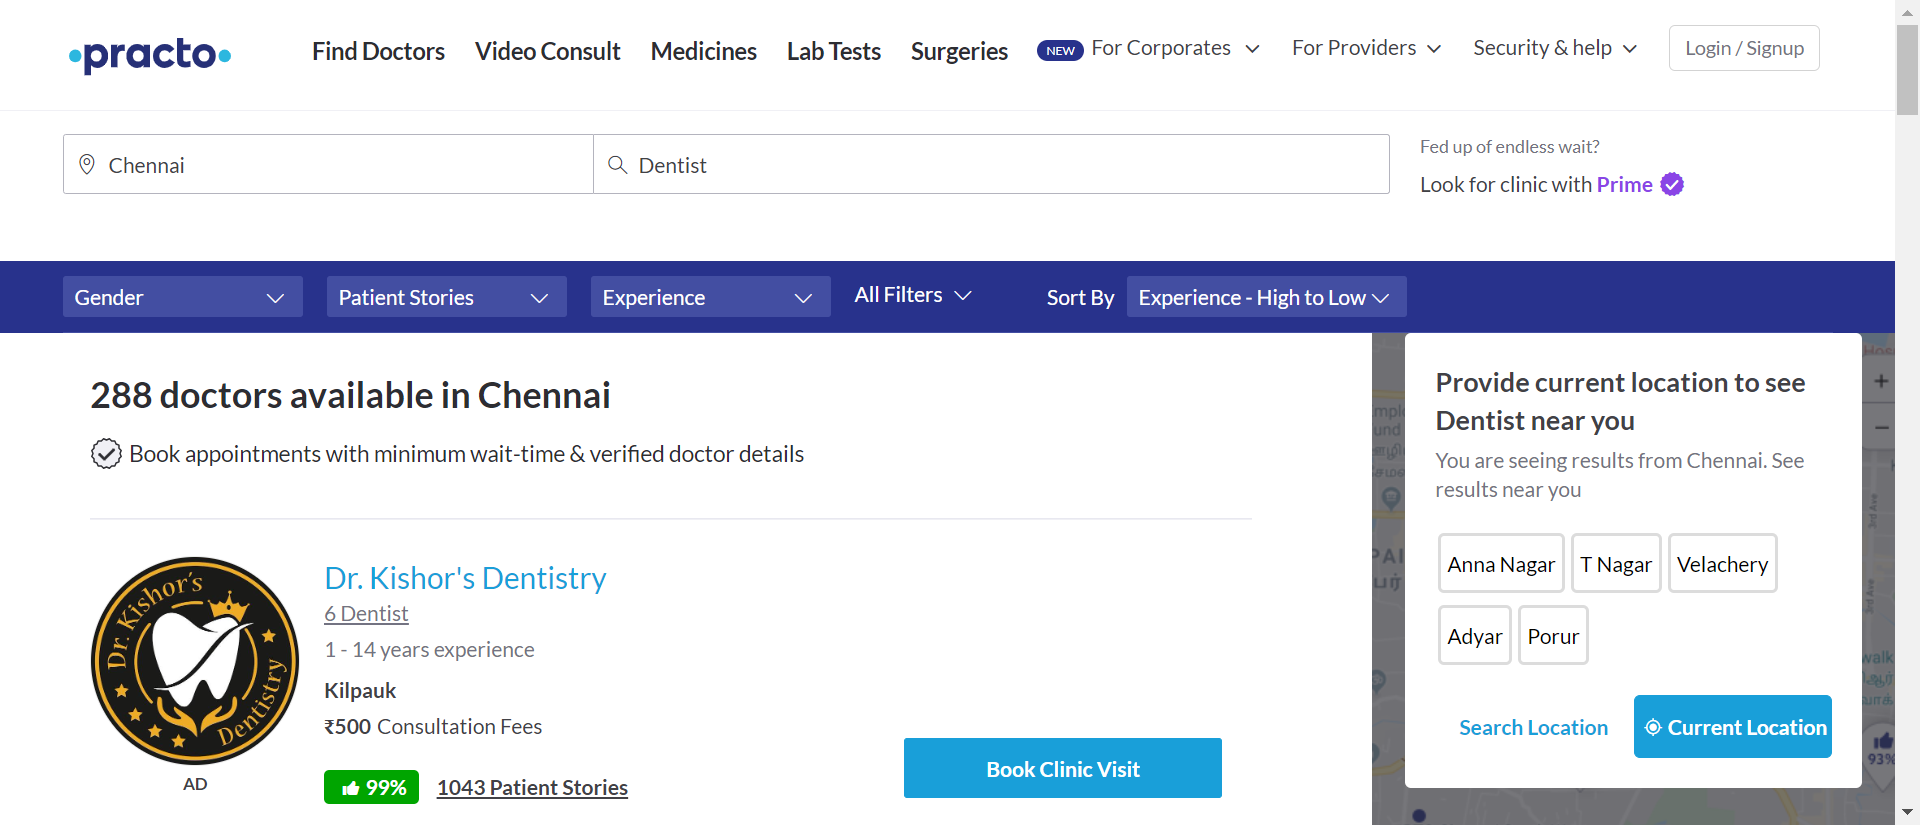 practo
Find Doctors
Video Consult
Medicines
Lab Tests
Surgeries
NEW For Corporates
For Providers
Security & help
Login / Signup
Chennai
Dentist
Fed up of endless wait?
Look for clinic with Prime
Gender
Patient Stories
Experience
All Filters
Sort By
Experience - High to Low
288 doctors available in Chennai
Book appointments with minimum wait-time & verified doctor details
Dr. Kishor's
Dentistry
AD
Dr. Kishor's Dentistry
6 Dentist
1 - 14 years experience
Kilpauk
₹500 Consultation Fees
99%
1043 Patient Stories
Book Clinic Visit
Provide current location to see
Dentist near you
You are seeing results from Chennai. See
results near you
Anna Nagar
T Nagar
Velachery
Adyar
Porur
Search Location
Current Location
3rd Ave
3rd Ave
93%